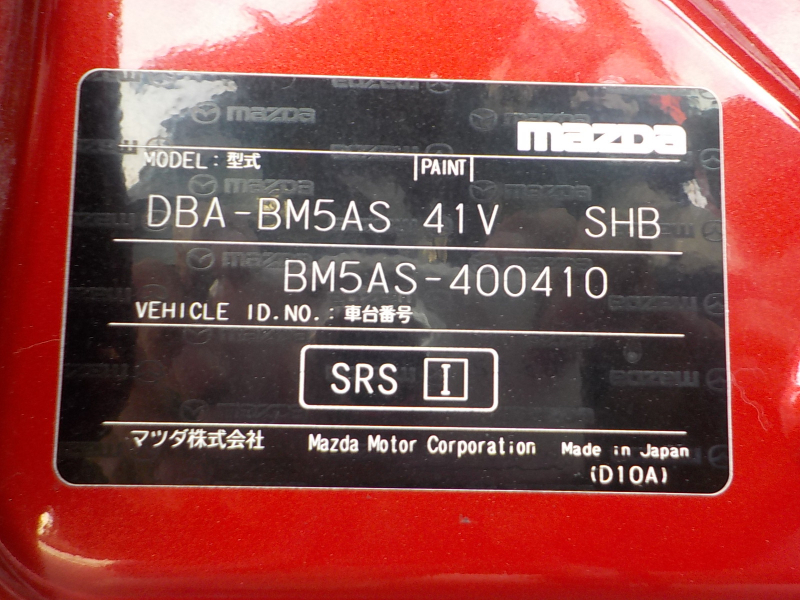 mazda
MODEL：型式 PAINT
DBA-BM5AS 41V SHB
BM5AS-400410
VEHICLE ID.NO.：車台番号
SRS I
マツダ株式会社 Mazda Motor Corporation Made in Japan
(D10A)